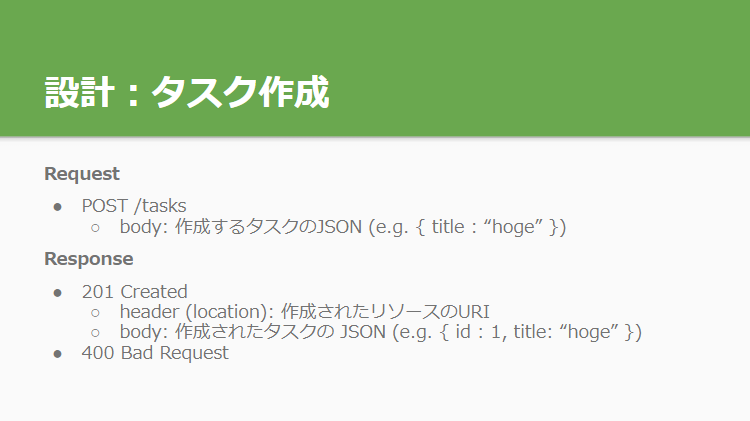 設計：タスク作成
Request
● POST /tasks
○ body: 作成するタスクのJSON (e.g. { title : “hoge” })
Response
● 201 Created
○ header (location): 作成されたリソースのURI
○ body: 作成されたタスクの JSON (e.g. { id : 1, title: “hoge” })
● 400 Bad Request